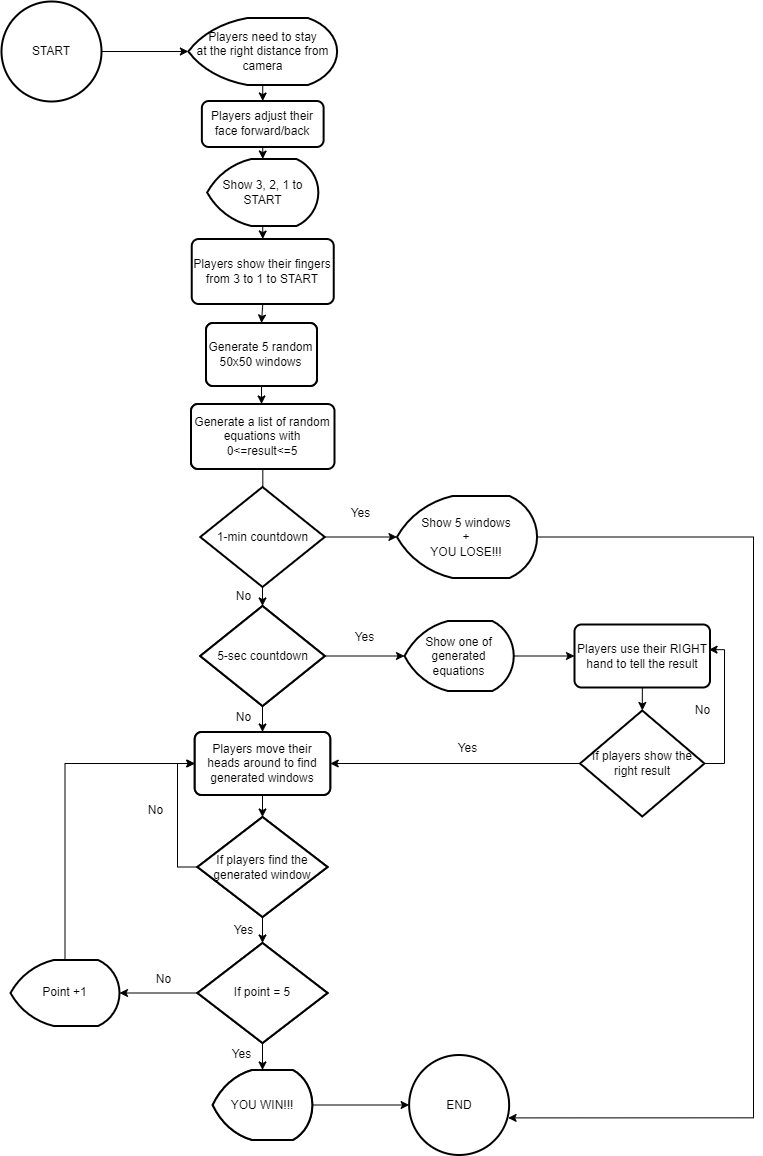 START
Players need to stay
at the right distance from
camera
Players adjust their
face forward/back
Show 3, 2, 1 to
START
Players show their fingers
from 3 to 1 to START
Generate 5 random
50x50 windows
Generate a list of random
equations with
0<=result<=5
1-min countdown
Yes
Show 5 windows
+
YOU LOSE!!!
No
5-sec countdown
Yes
Show one of
generated
equations
Players use their RIGHT
hand to tell the result
No
If players show the
right result
Yes
No
Players move their
heads around to find
generated windows
No
If players find the
generated window
Yes
If point = 5
No
Point +1
Yes
YOU WIN!!!
END